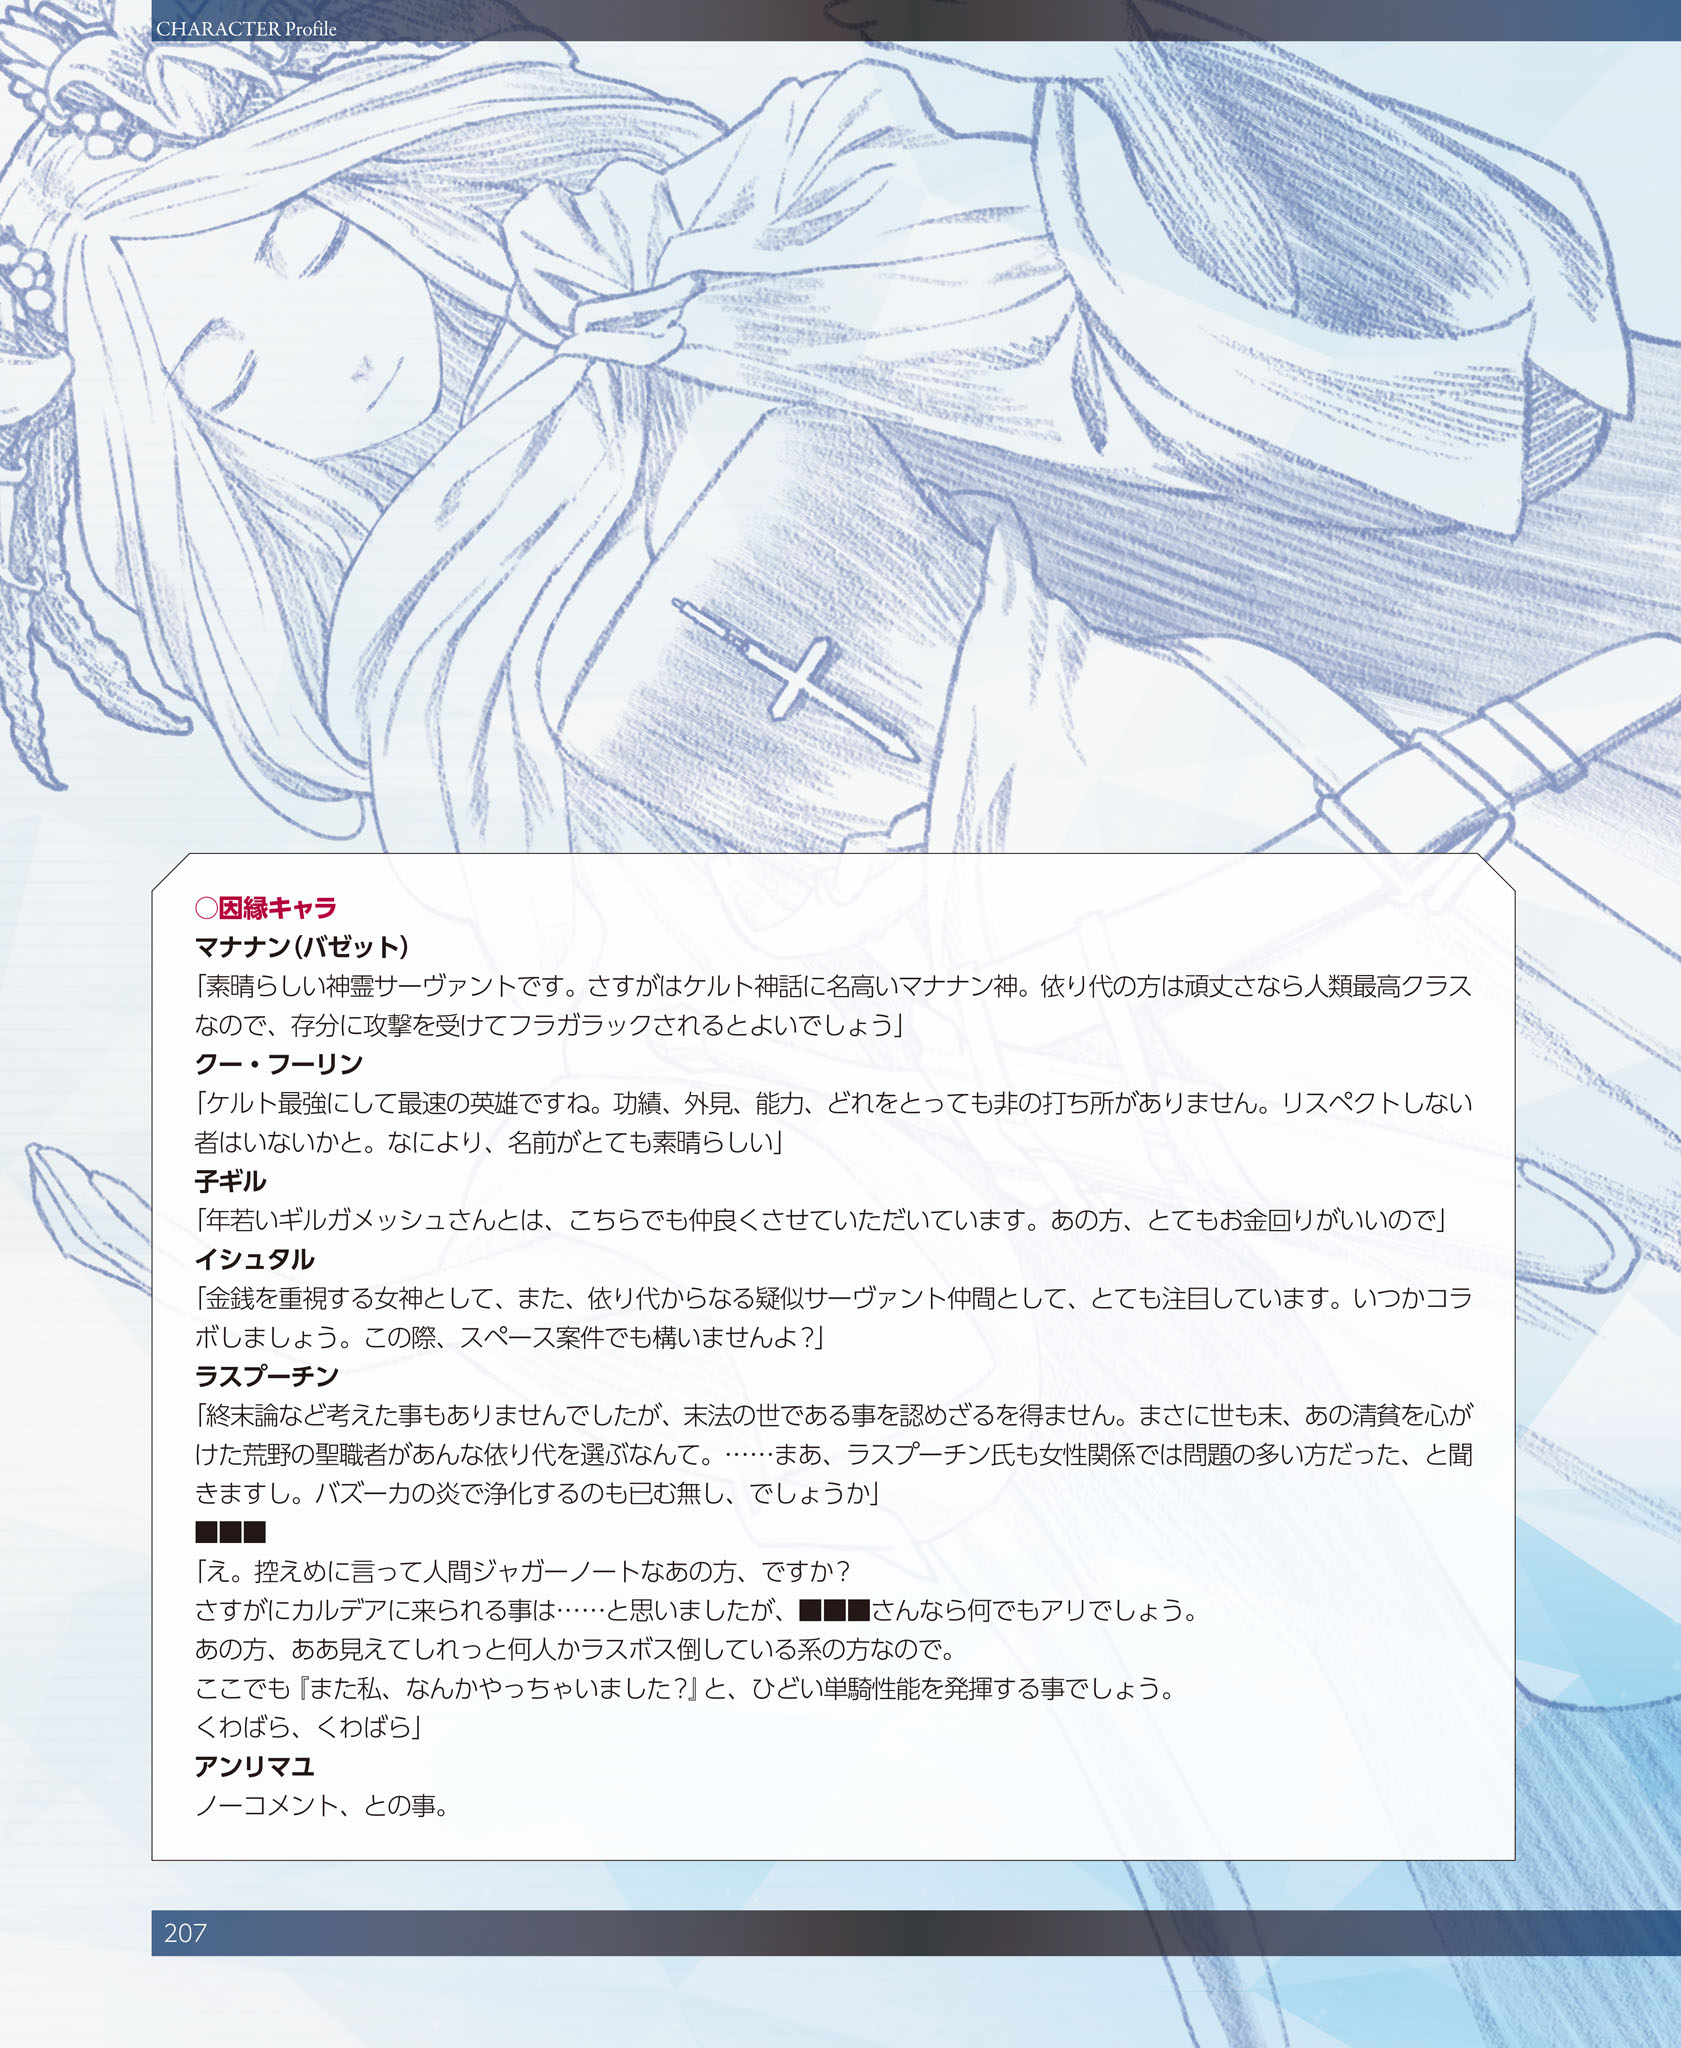 CHARACTER Profile
○因縁キャラ
マナナン（バゼット）
「素晴らしい神霊サーヴァントです。さすがはケルト神話に名高いマナナン神。依り代の方は頑丈さなら人類最高クラス
なので、存分に攻撃を受けてフラガラックされるとよいでしょう」
クー・フーリン
「ケルト最強にして最速の英雄ですね。功績、外見、能力、どれをとっても非の打ち所がありません。リスペクトしない
者はいないかと。なにより、名前がとても素晴らしい」
子ギル
「年若いギルガメッシュさんとは、こちらでも仲良くさせていただいています。あの方、とてもお金回りがいいので」
イシュタル
「金銭を重視する女神として、また、依り代からなる疑似サーヴァント仲間として、とても注目しています。いつかコラ
ボしましょう。この際、スペース案件でも構いませんよ？」
ラスプーチン
「終末論など考えた事もありませんでしたが、末法の世である事を認めざるを得ません。まさに世も末、あの清貧を心が
けた荒野の聖職者があんな依り代を選ぶなんて。……まあ、ラスプーチン氏も女性関係では問題の多い方だった、と聞
きますし。バズーカの炎で浄化するのも已む無し、でしょうか」
■■■
「え。控えめに言って人間ジャガーノートなあの方、ですか？
さすがにカルデアに来られる事は……と思いましたが、■■■さんなら何でもアリでしょう。
あの方、ああ見えてしれっと何人かラスボス倒している系の方なので。
ここでも『また私、なんかやっちゃいました？』と、ひどい単騎性能を発揮する事でしょう。
くわばら、くわばら」
アンリマユ
ノーコメント、との事。
207